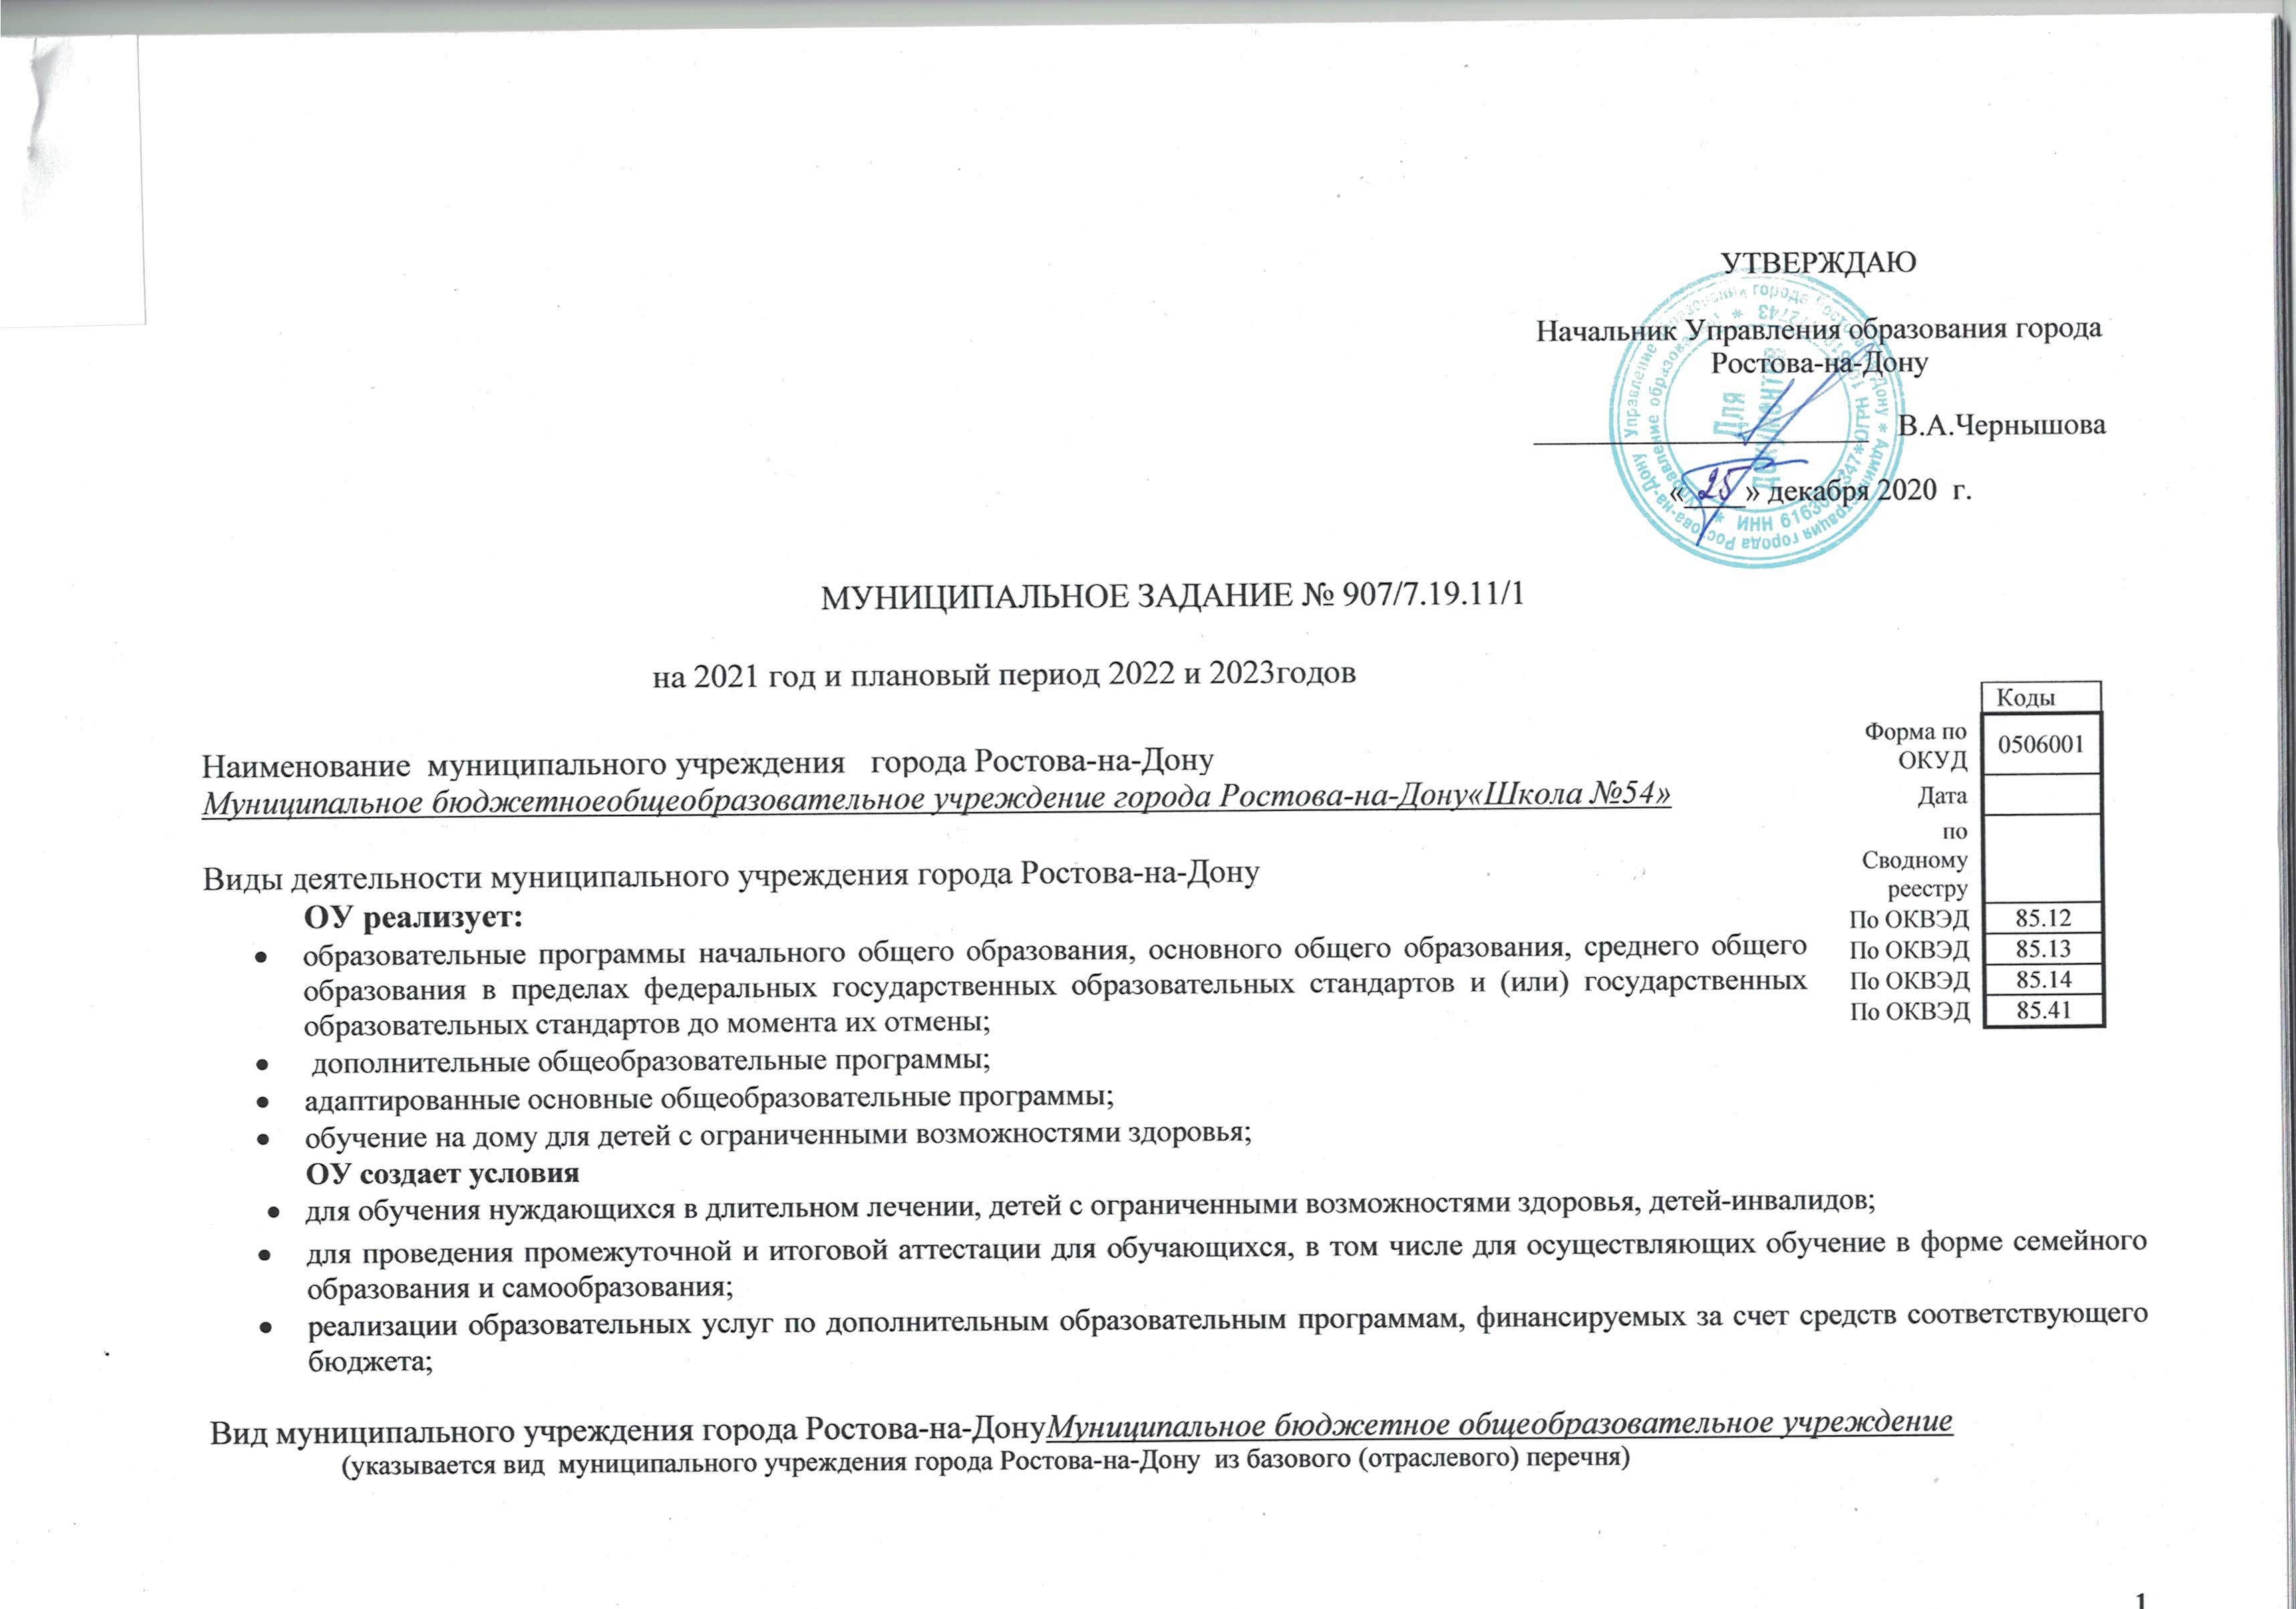 УТВЕРЖДАЮ
Начальник Управления образования города
Ростова-на-Дону
В.А.Чернышова
«25» декабря 2020 г.
Для
документов
МУНИЦИПАЛЬНОЕ ЗАДАНИЕ № 907/7.19.11/1
на 2021 год и плановый период 2022 и 2023годов
Коды
Форма по
ОКУД
0506001
Дата
по
Сводному
реестру
По ОКВЭД 85.12
По ОКВЭД 85.13
По ОКВЭД 85.14
По ОКВЭД 85.41
Наименование муниципального учреждения города Ростова-на-Дону
Муниципальное бюджетноеобщеобразовательное учреждение города Ростова-на-Дону«Школа №54»
Виды деятельности муниципального учреждения города Ростова-на-Дону
ОУ реализует:
• образовательные программы начального общего образования, основного общего образования, среднего общего
образования в пределах федеральных государственных образовательных стандартов и (или) государственных
образовательных стандартов до момента их отмены;
• дополнительные общеобразовательные программы;
• адаптированные основные общеобразовательные программы;
• обучение на дому для детей с ограниченными возможностями здоровья;
ОУ создает условия
• для обучения нуждающихся в длительном лечении, детей с ограниченными возможностями здоровья, детей-инвалидов;
• для проведения промежуточной и итоговой аттестации для обучающихся, в том числе для осуществляющих обучение в форме семейного
образования и самообразования;
• реализации образовательных услуг по дополнительным образовательным программам, финансируемых за счет средств соответствующего
бюджета;
Вид муниципального учреждения города Ростова-на-ДонуМуниципальное бюджетное общеобразовательное учреждение
(указывается вид муниципального учреждения города Ростова-на-Дону из базового (отраслевого) перечня)
1